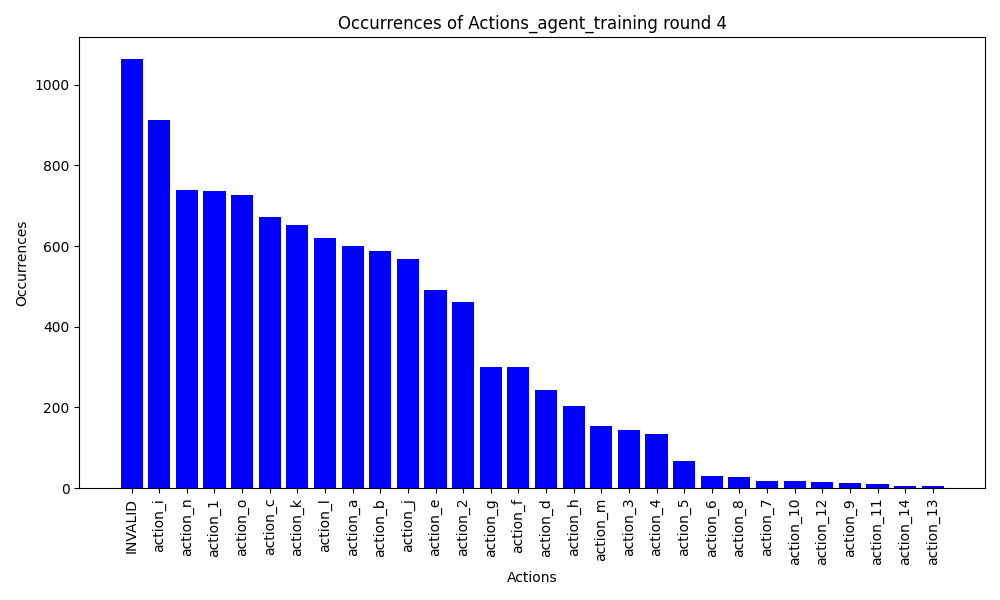 Occurrences of Actions_agent_training round 4
Occurrences
1000
800
600
400
200
0
INVALID
action_i
action_n
action_1
action_o
action_c
action_k
action_l
action_a
action_b
action_j
action_e
action_2
action_g
action_f
action_d
action_h
action_m
action_3
action_4
action_5
action_6
action_8
action_7
action_10
action_12
action_9
action_11
action_14
action_13
Actions